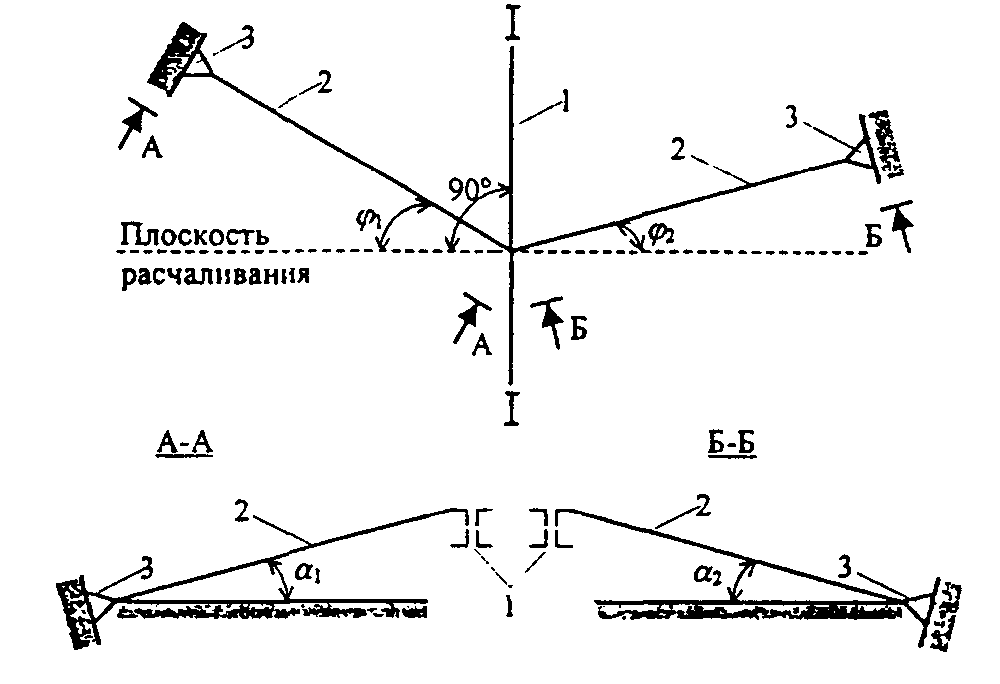 I
3
2
1
3
А
2
90°
φ₁
φ₂
Б
Плоскость
расчаливания
А
Б
I
А-А
Б-Б
2
2
3
α₁
α₂
3
1